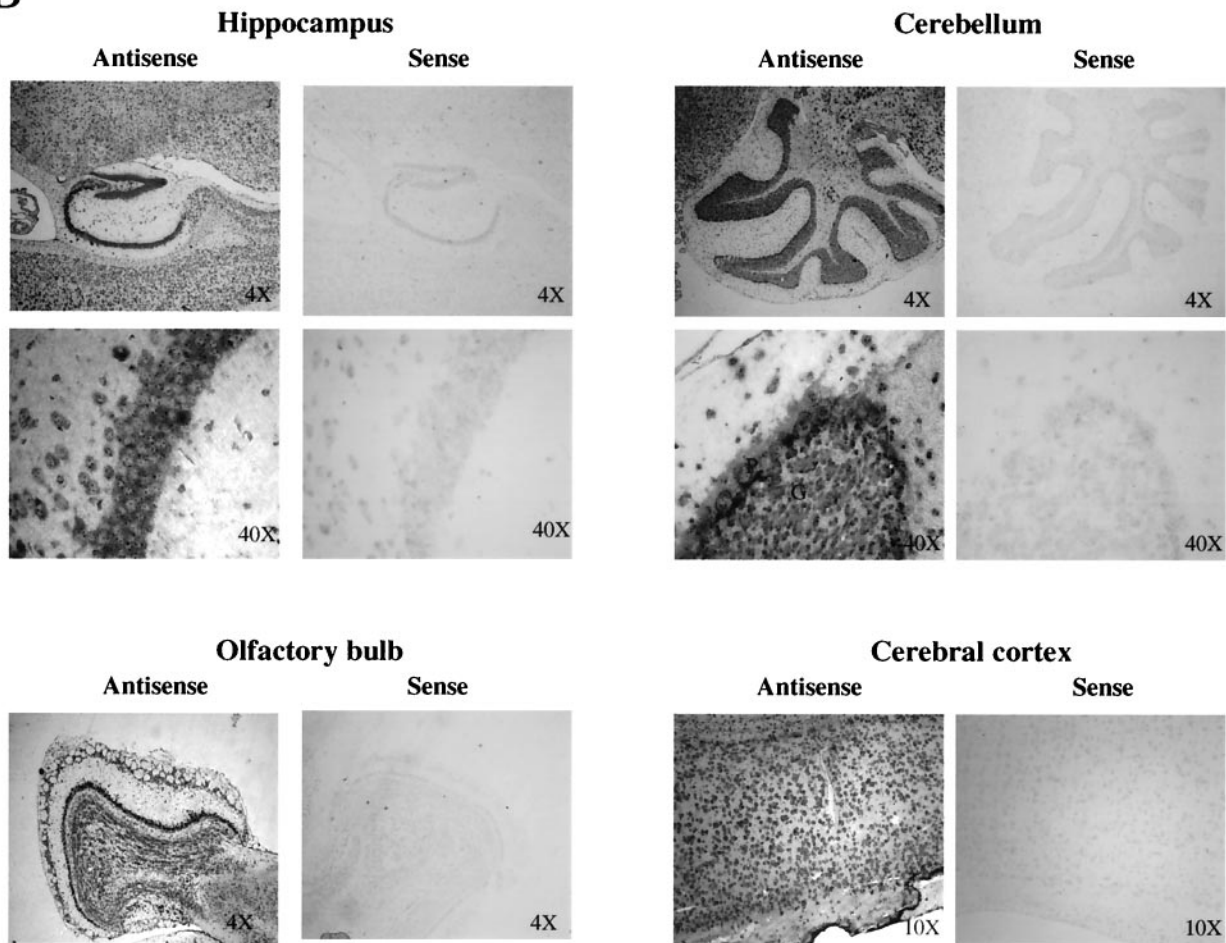 Hippocampus
Antisense Sense
4X 4X
40X 40X
Cerebellum
Antisense Sense
4X 4X
P
G
40X 40X
Olfactory bulb
Antisense Sense
4X 4X
Cerebral cortex
Antisense Sense
10X 10X